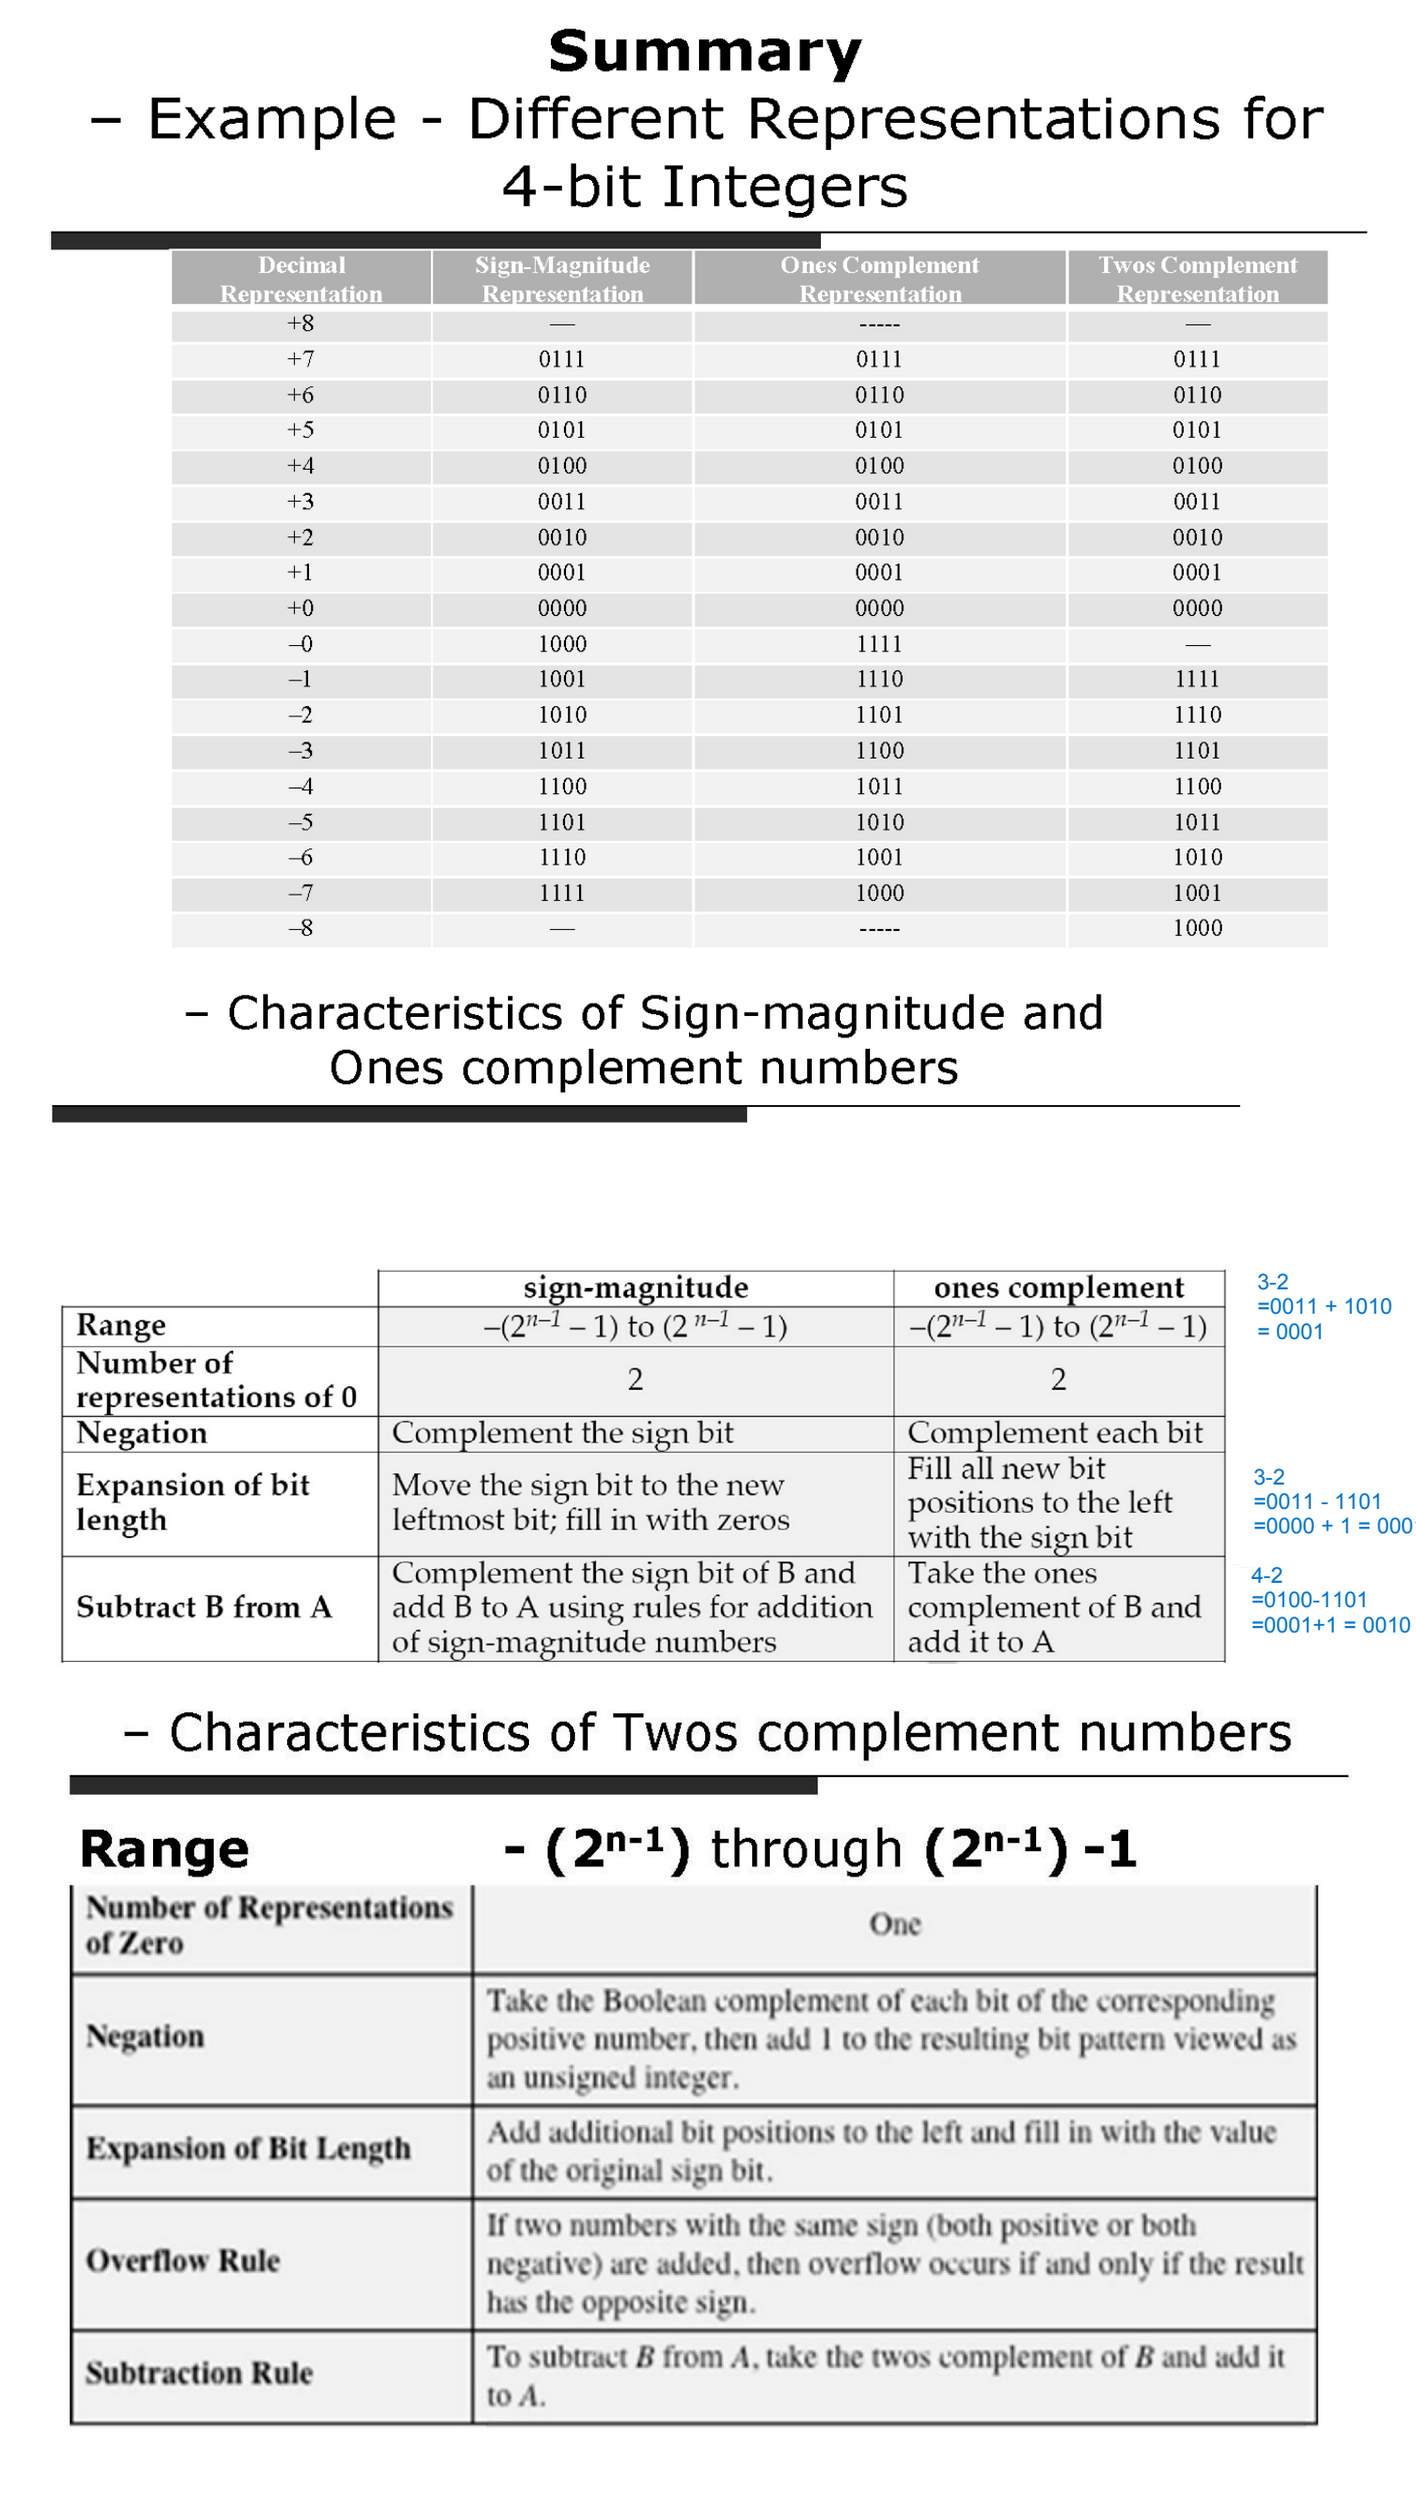 Summary
– Example - Different Representations for
4-bit Integers
Decimal Representation Sign-Magnitude Representation Ones Complement Representation Twos Complement Representation
+8 — ----- —
+7 0111 0111 0111
+6 0110 0110 0110
+5 0101 0101 0101
+4 0100 0100 0100
+3 0011 0011 0011
+2 0010 0010 0010
+1 0001 0001 0001
+0 0000 0000 0000
–0 1000 1111 —
–1 1001 1110 1111
–2 1010 1101 1110
–3 1011 1100 1101
–4 1100 1011 1100
–5 1101 1010 1011
–6 1110 1001 1010
–7 1111 1000 1001
–8 — ----- 1000
– Characteristics of Sign-magnitude and
Ones complement numbers
sign-magnitude ones complement
Range –(2ⁿ⁻¹ – 1) to (2ⁿ⁻¹ – 1) –(2ⁿ⁻¹ – 1) to (2ⁿ⁻¹ – 1)
3-2
=0011 + 1010
= 0001
Number of
representations of 0
2 2
Negation Complement the sign bit Complement each bit
Expansion of bit
length
Move the sign bit to the new
leftmost bit; fill in with zeros
Fill all new bit
positions to the left
with the sign bit
3-2
=0011 - 1101
=0000 + 1 = 000
Subtract B from A
Complement the sign bit of B and
add B to A using rules for addition
of sign-magnitude numbers
Take the ones
complement of B and
add it to A
4-2
=0100-1101
=0001+1 = 0010
– Characteristics of Twos complement numbers
Range - (2ⁿ⁻¹) through (2ⁿ⁻¹) -1
Number of Representations
of Zero
One
Negation
Take the Boolean complement of each bit of the corresponding
positive number, then add 1 to the resulting bit pattern viewed as
an unsigned integer.
Expansion of Bit Length
Add additional bit positions to the left and fill in with the value
of the original sign bit.
Overflow Rule
If two numbers with the same sign (both positive or both
negative) are added, then overflow occurs if and only if the result
has the opposite sign.
Subtraction Rule
To subtract B from A, take the twos complement of B and add it
to A.